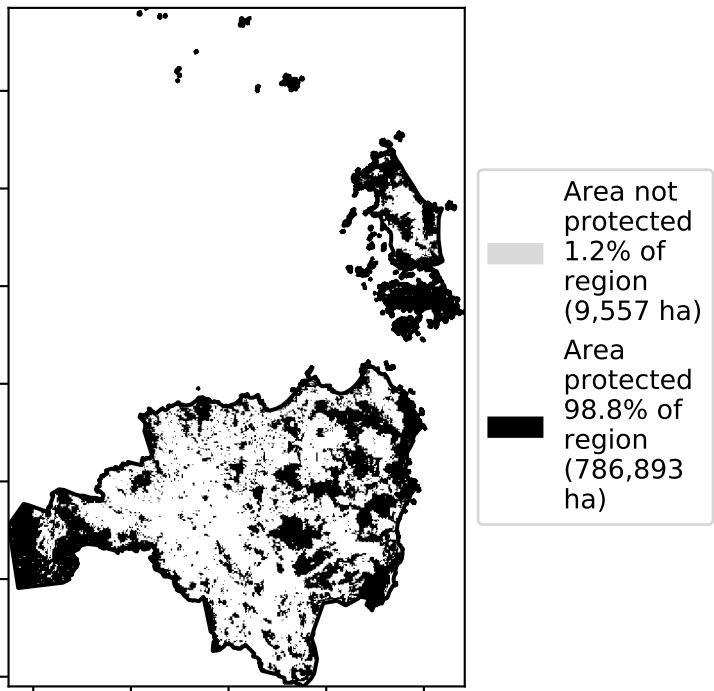 Area not
protected
1.2% of
region
(9,557 ha)
Area
protected
98.8% of
region
(786,893
ha)